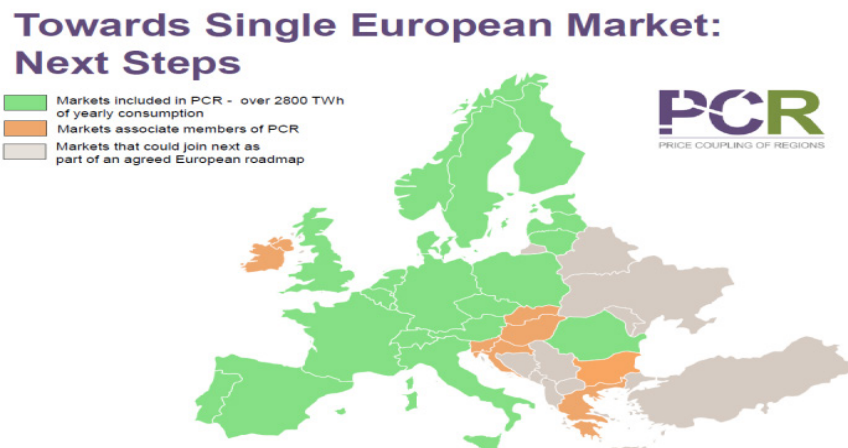 Towards Single European Market:
Next Steps
Markets included in PCR - over 2800 TWh
of yearly consumption
Markets associate members of PCR
Markets that could join next as
part of an agreed European roadmap
PCR
PRICE COUPLING OF REGIONS